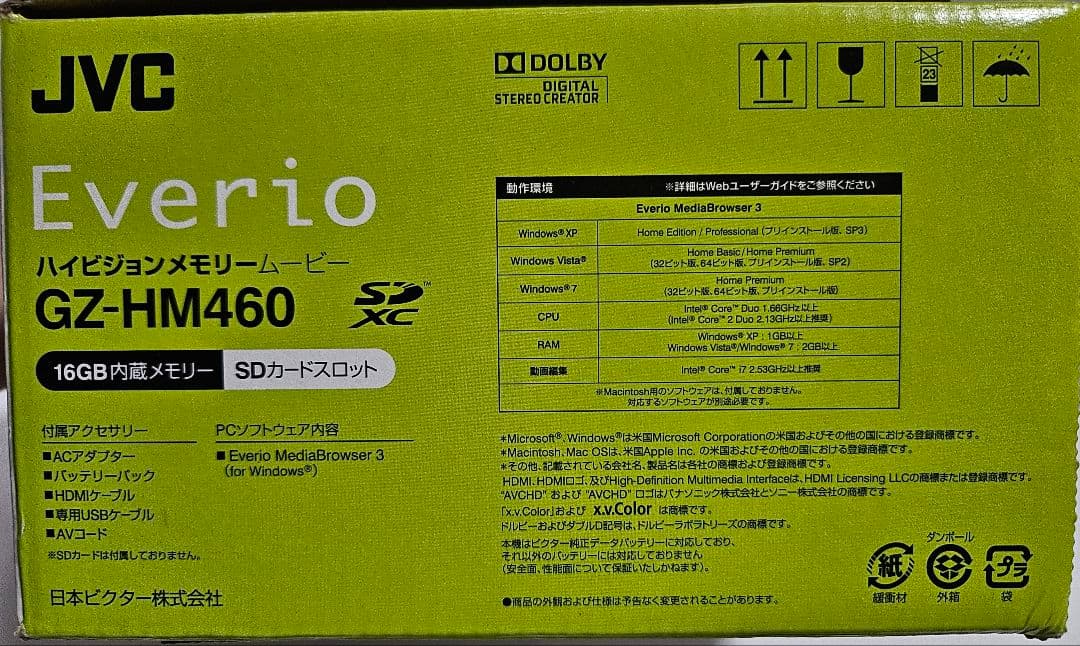 JVC
Everio
ハイビジョンメモリームービー
GZ-HM460
SD XC™
16GB内蔵メモリー SDカードスロット
付属アクセサリー
■ACアダプター
■バッテリーパック
■HDMIケーブル
■専用USBケーブル
■AVコード
※SDカードは付属しておりません。
PCソフトウェア内容
■Everio MediaBrowser 3
(for Windows®)
日本ビクター株式会社
DOLBY
DIGITAL
STEREO CREATOR
23
動作環境 ※詳細はWebユーザーガイドをご参照ください
Everio MediaBrowser 3
Windows® XP Home Edition / Professional (プリインストール版、SP3)
Windows Vista® Home Basic / Home Premium
(32ビット版、64ビット版、プリインストール版、SP2)
Windows® 7 Home Premium
(32ビット版、64ビット版、プリインストール版)
CPU Intel® Core™ Duo 1.66GHz以上
(Intel® Core™ 2 Duo 2.13GHz以上推奨)
RAM Windows® XP : 1GB以上
Windows Vista®/Windows® 7 : 2GB以上
動画編集 Intel® Core™ i7 2.53GHz以上推奨
※Macintosh用のソフトウェアは、付属しておりません。
対応するソフトウェアが別途必要です。
*Microsoft®、Windows®は米国Microsoft Corporationの米国およびその他の国における登録商標です。
*Macintosh、Mac OSは、米国Apple Inc. の米国およびその他の国における登録商標です。
*その他、記載されている会社名、製品名は各社の商標および登録商標です。
HDMI、HDMIロゴ、及びHigh-Definition Multimedia Interfaceは、HDMI Licensing LLCの商標または登録商標です。
"AVCHD" および "AVCHD" ロゴはパナソニック株式会社とソニー株式会社の商標です。
「x.v.Color」および x.v.Color は商標です。
ドルビーおよびダブルD記号は、ドルビーラボラトリーズの商標です。
本機はビクター純正データバッテリーに対応しており、
それ以外のバッテリーには対応しておりません
(安全面、性能面について保証いたしかねます)。
●商品の外観および仕様は予告なく変更されることがあります。
紙
緩衝材
ダンボール
外箱
プラ
袋